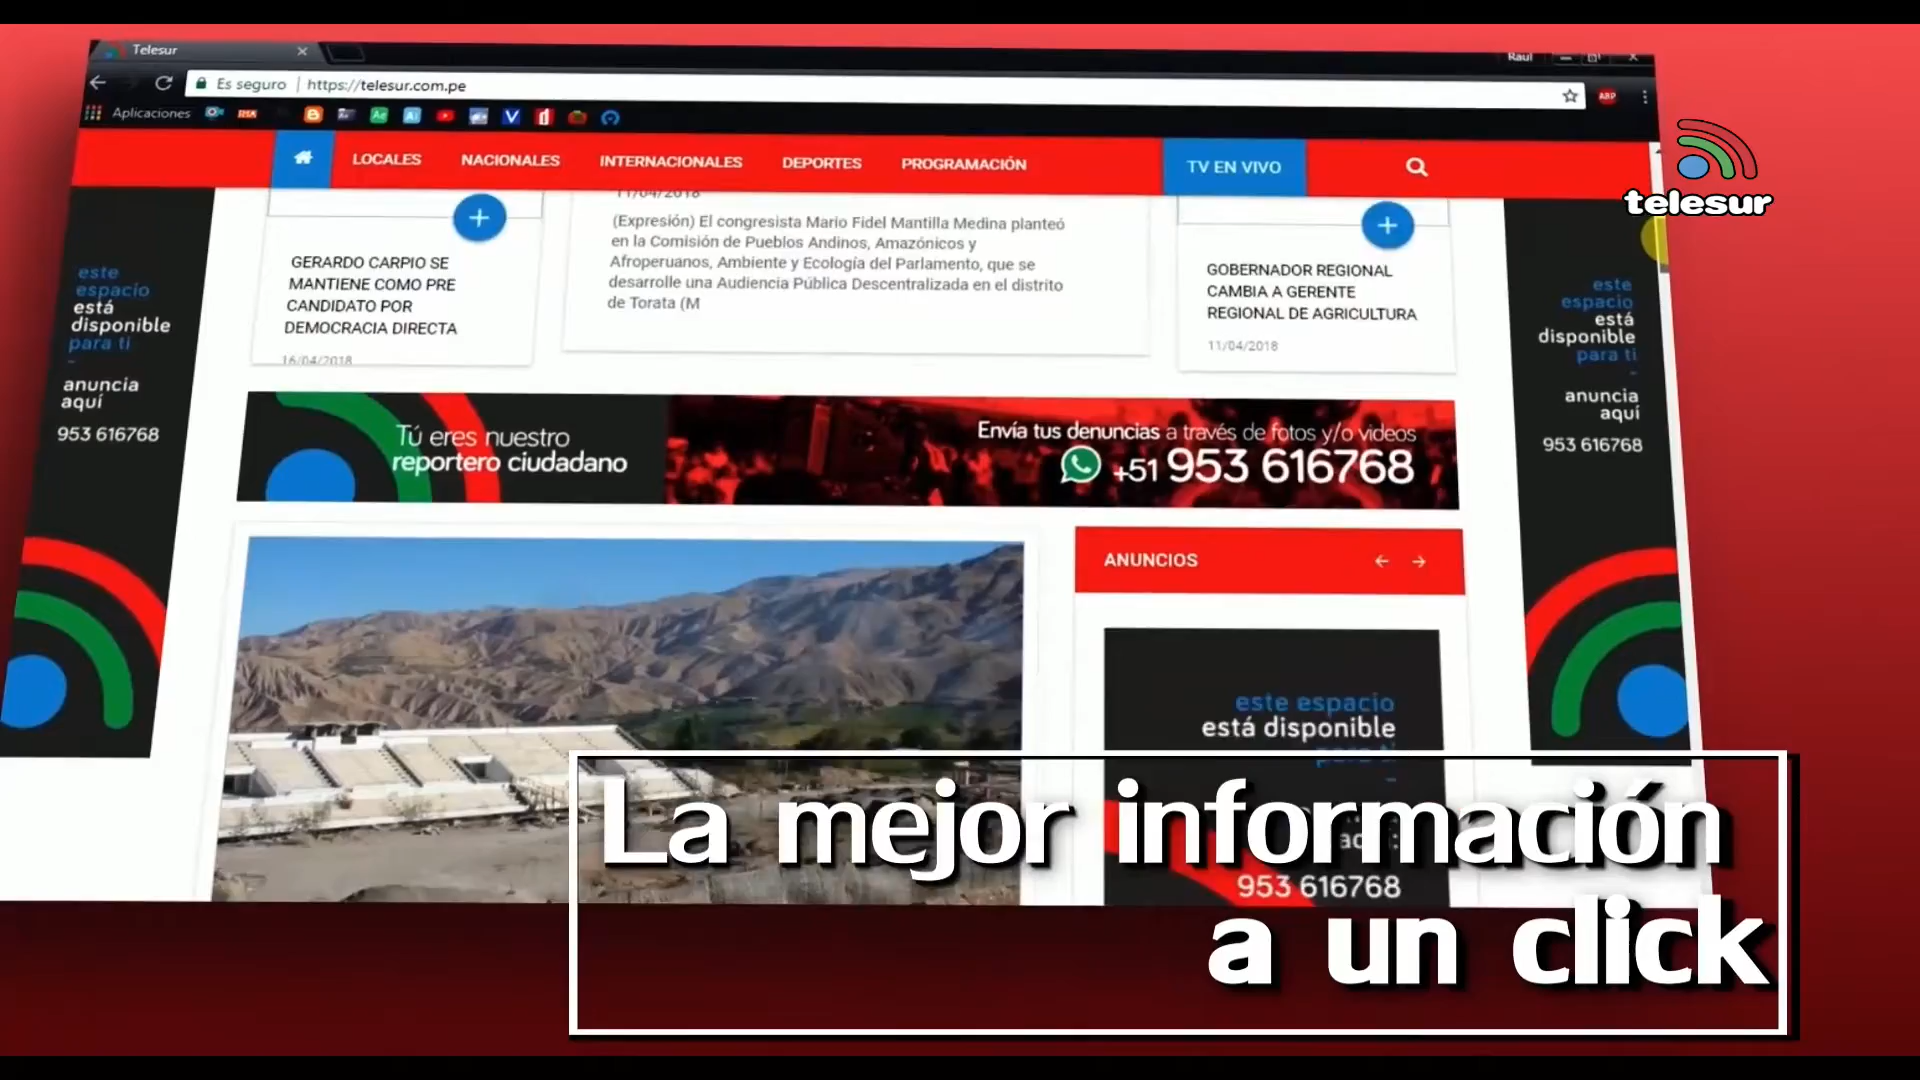 Telesur
Raul
Es seguro | https://telesur.com.pe
ABP
Aplicaciones
LOCALES NACIONALES INTERNACIONALES DEPORTES PROGRAMACIÓN TV EN VIVO
telesur
11/04/2018
(Expresión) El congresista Mario Fidel Mantilla Medina planteó
en la Comisión de Pueblos Andinos, Amazónicos y
Afroperuanos, Ambiente y Ecología del Parlamento, que se
desarrolle una Audiencia Pública Descentralizada en el distrito
de Torata (M
GERARDO CARPIO SE
MANTIENE COMO PRE
CANDIDATO POR
DEMOCRACIA DIRECTA
16/04/2018
GOBERNADOR REGIONAL
CAMBIA A GERENTE
REGIONAL DE AGRICULTURA
11/04/2018
este
espacio
está
disponible
para ti
-
anuncia
aquí
953 616768
este
espacio
está
disponible
para ti
-
anuncia
aquí
953 616768
Tú eres nuestro
reportero ciudadano
Envía tus denuncias a través de fotos y/o videos
+51 953 616768
ANUNCIOS
este espacio
está disponible
para ti
953 616768
La mejor información
a un click